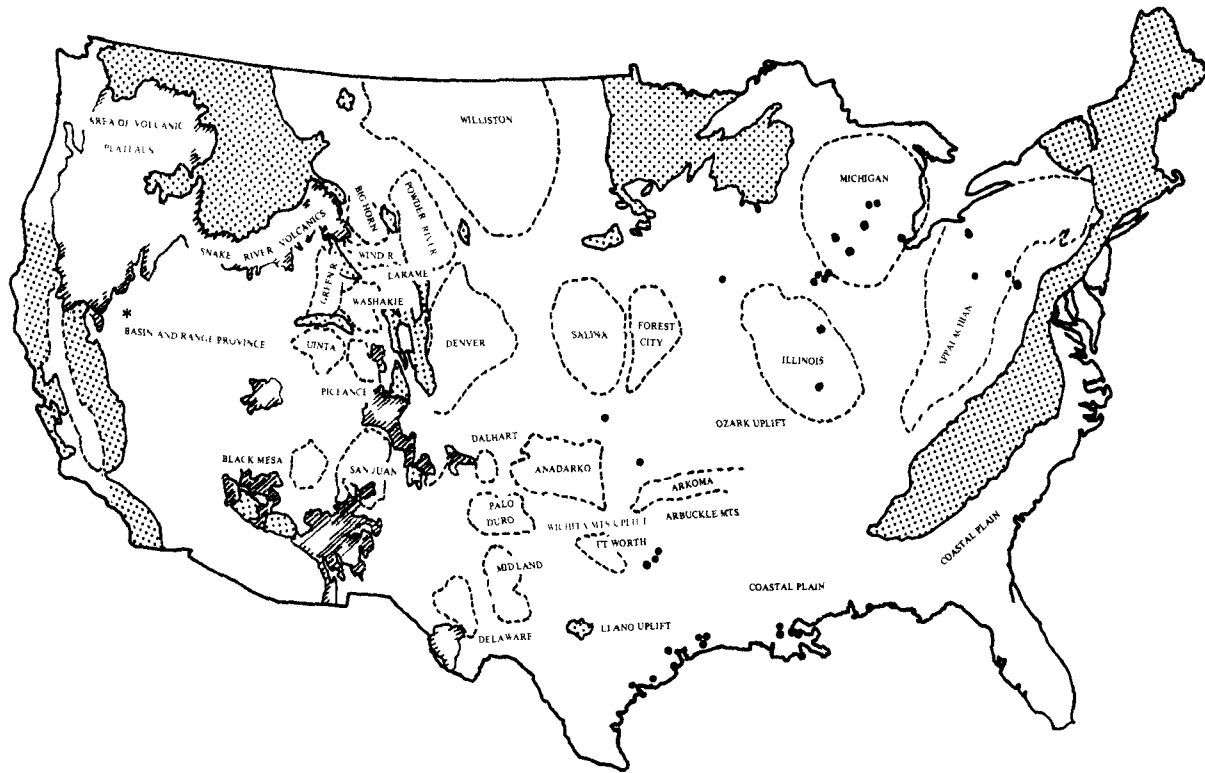 WILLISTON
AREA OF VOLCANIC
PLATEAUS
MICHIGAN
BIG HORN
POWDER RIVER
SNAKE RIVER VOLCANICS
WIND R
LARAMIE
GREEN R
WASHAKIE
*
BASIN AND RANGE PROVINCE
UINTA
DENVER
SALINA
FOREST
CITY
ILLINOIS
APPALACHIAN
PICEANCE
OZARK UPLIFT
DALHART
BLACK MESA
SAN JUAN
ANADARKO
ARKOMA
PALO
DURO
WICHITA MTS UPLIFT
ARBUCKLE MTS
FT WORTH
COASTAL PLAIN
MIDLAND
COASTAL PLAIN
DELAWARE
LLANO UPLIFT